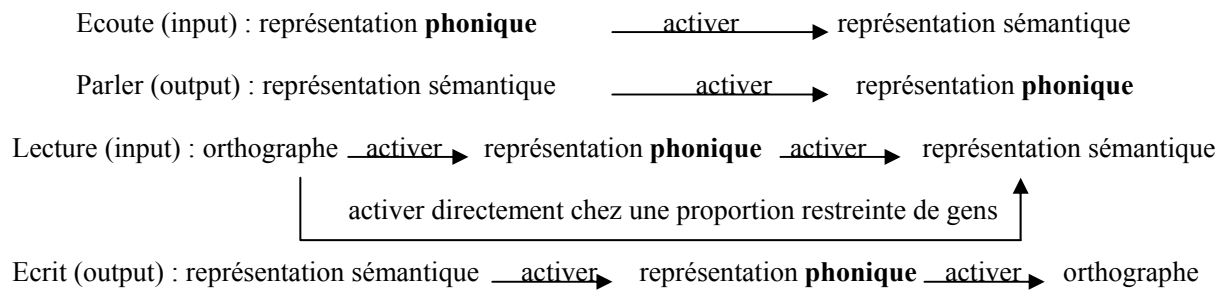 Ecoute (input) : représentation phonique activer représentation sémantique
Parler (output) : représentation sémantique activer représentation phonique
Lecture (input) : orthographe activer représentation phonique activer représentation sémantique
activer directement chez une proportion restreinte de gens
Ecrit (output) : représentation sémantique activer représentation phonique activer orthographe